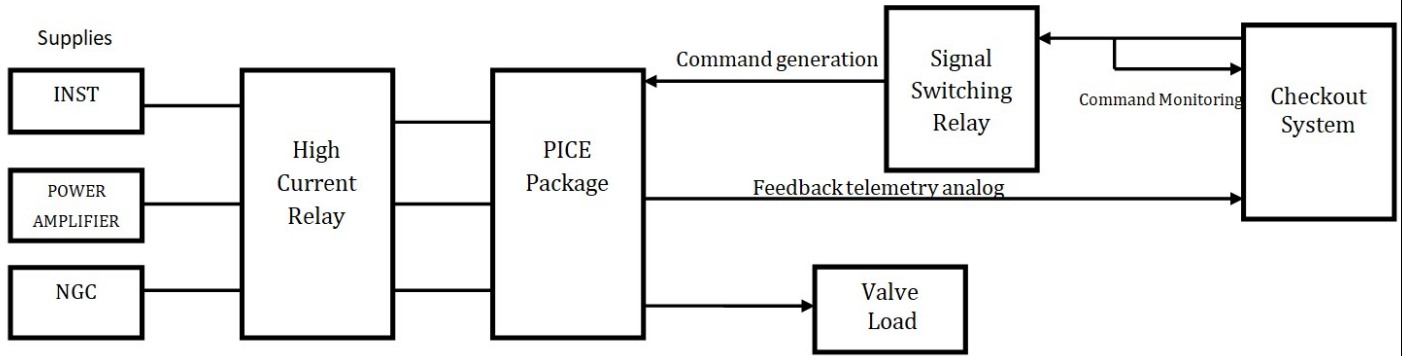 Supplies
INST
POWER
AMPLIFIER
NGC
High
Current
Relay
PICE
Package
Command generation
Signal
Switching
Relay
Command Monitoring
Checkout
System
Feedback telemetry analog
Valve
Load